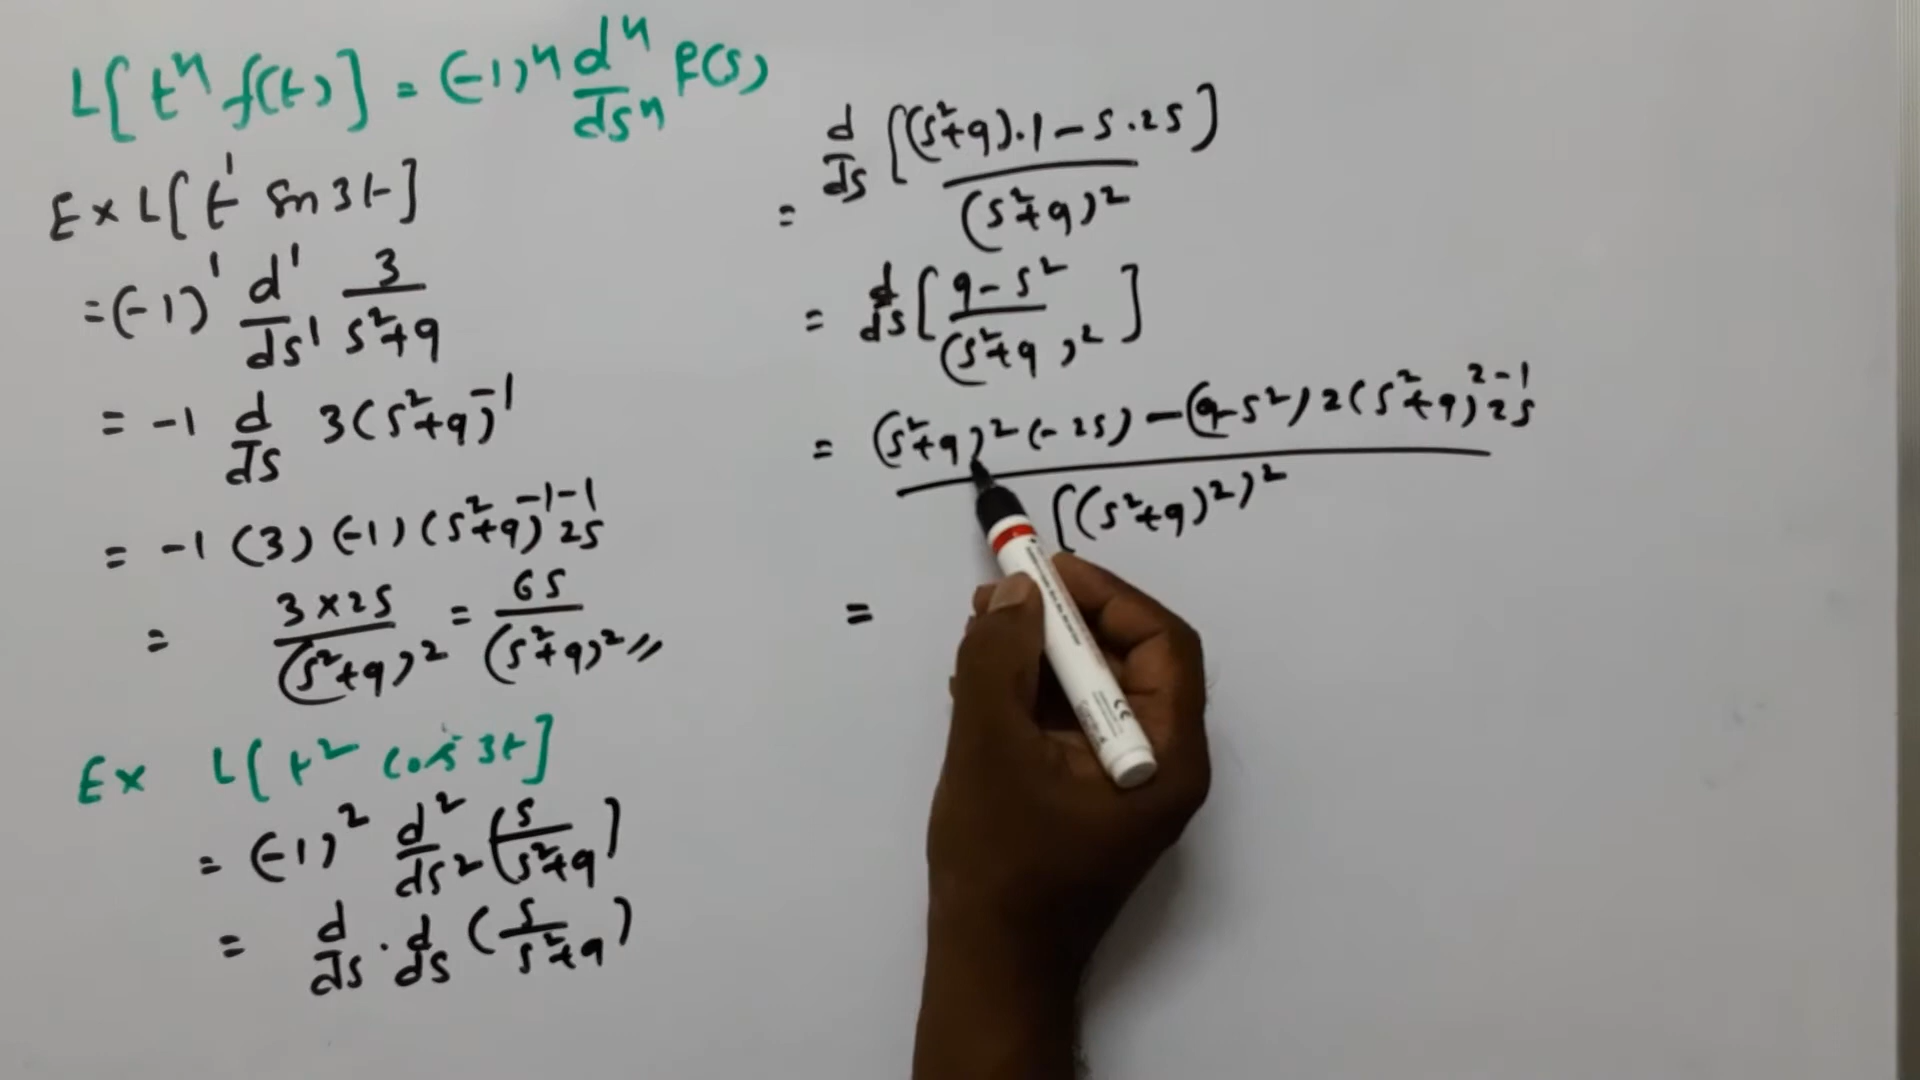 L[tⁿ f(t)] = (-1)ⁿ dⁿ/dsⁿ F(s)
Ex L[t¹ sin 3t]
= (-1)¹ d¹/ds¹ 3/s²+9
= -1 d/ds 3(s²+9)⁻¹
= -1 (3) (-1) (s²+9)⁻¹⁻¹ 2s
= 3×2s/(s²+9)² = 6s/(s²+9)² //
Ex L[t² cos 3t]
= (-1)² d²/ds² (s/s²+9)
= d/ds . d/ds (s/s²+9)
= d/ds [(s²+9).1 - s.2s/(s²+9)²]
= d/ds [9-s²/(s²+9)²]
= (s²+9)² (-2s) - (9-s²) 2(s²+9)²⁻¹ 2s/[(s²+9)²)²
=
CE